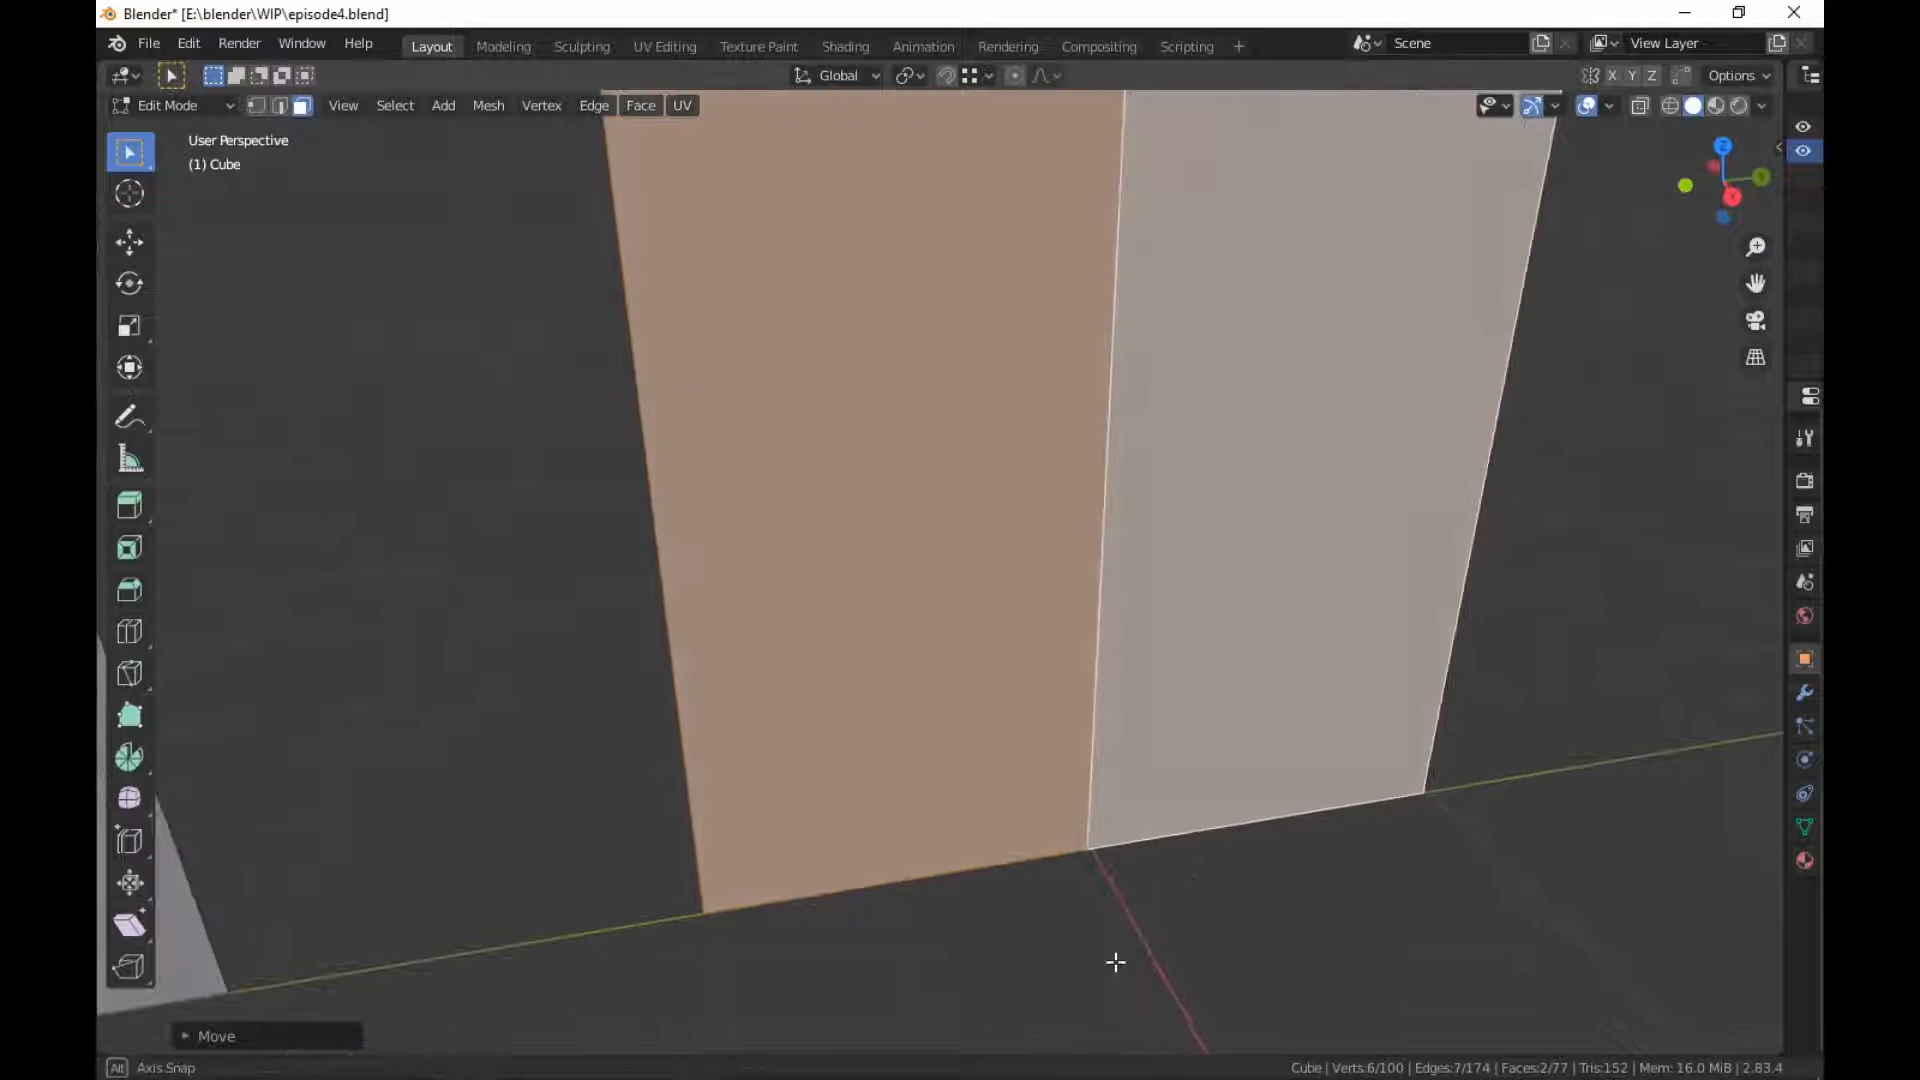 Blender* [E:\blender\WIP\episode4.blend]
File Edit Render Window Help Layout Modeling Sculpting UV Editing Texture Paint Shading Animation Rendering Compositing Scripting + Scene View Layer
Global X Y Z Options
Edit Mode View Select Add Mesh Vertex Edge Face UV
User Perspective
(1) Cube
Z
X
Move
Alt Axis Snap Cube | Verts:6/100 | Edges:7/174 | Faces:2/77 | Tris:152 | Mem: 16.0 MiB | 2.83.4